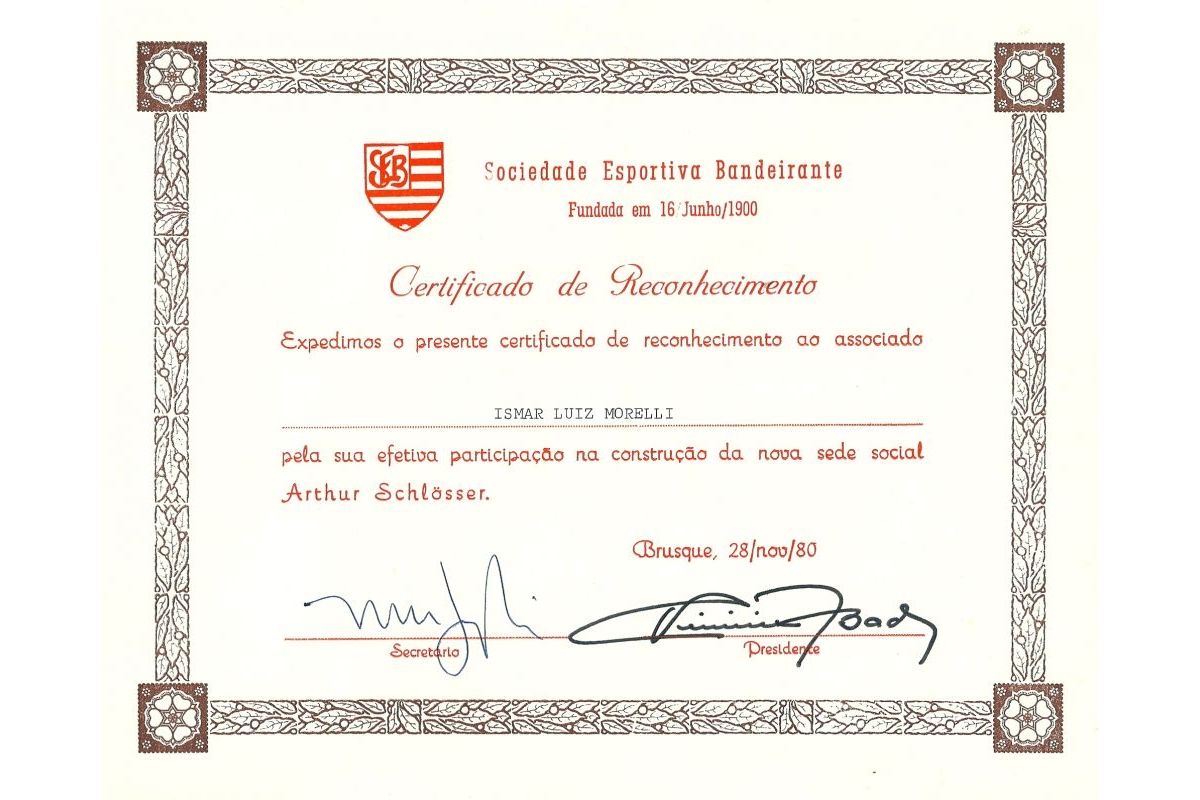 SEB
Sociedade Esportiva Bandeirante
Fundada em 16/Junho/1900
Certificado de Reconhecimento
Expedimos o presente certificado de reconhecimento ao associado
ISMAR LUIZ MORELLI
pela sua efetiva participação na construção da nova sede social
Arthur Schlösser.
Brusque, 28/nov/80
Secretário
Presidente